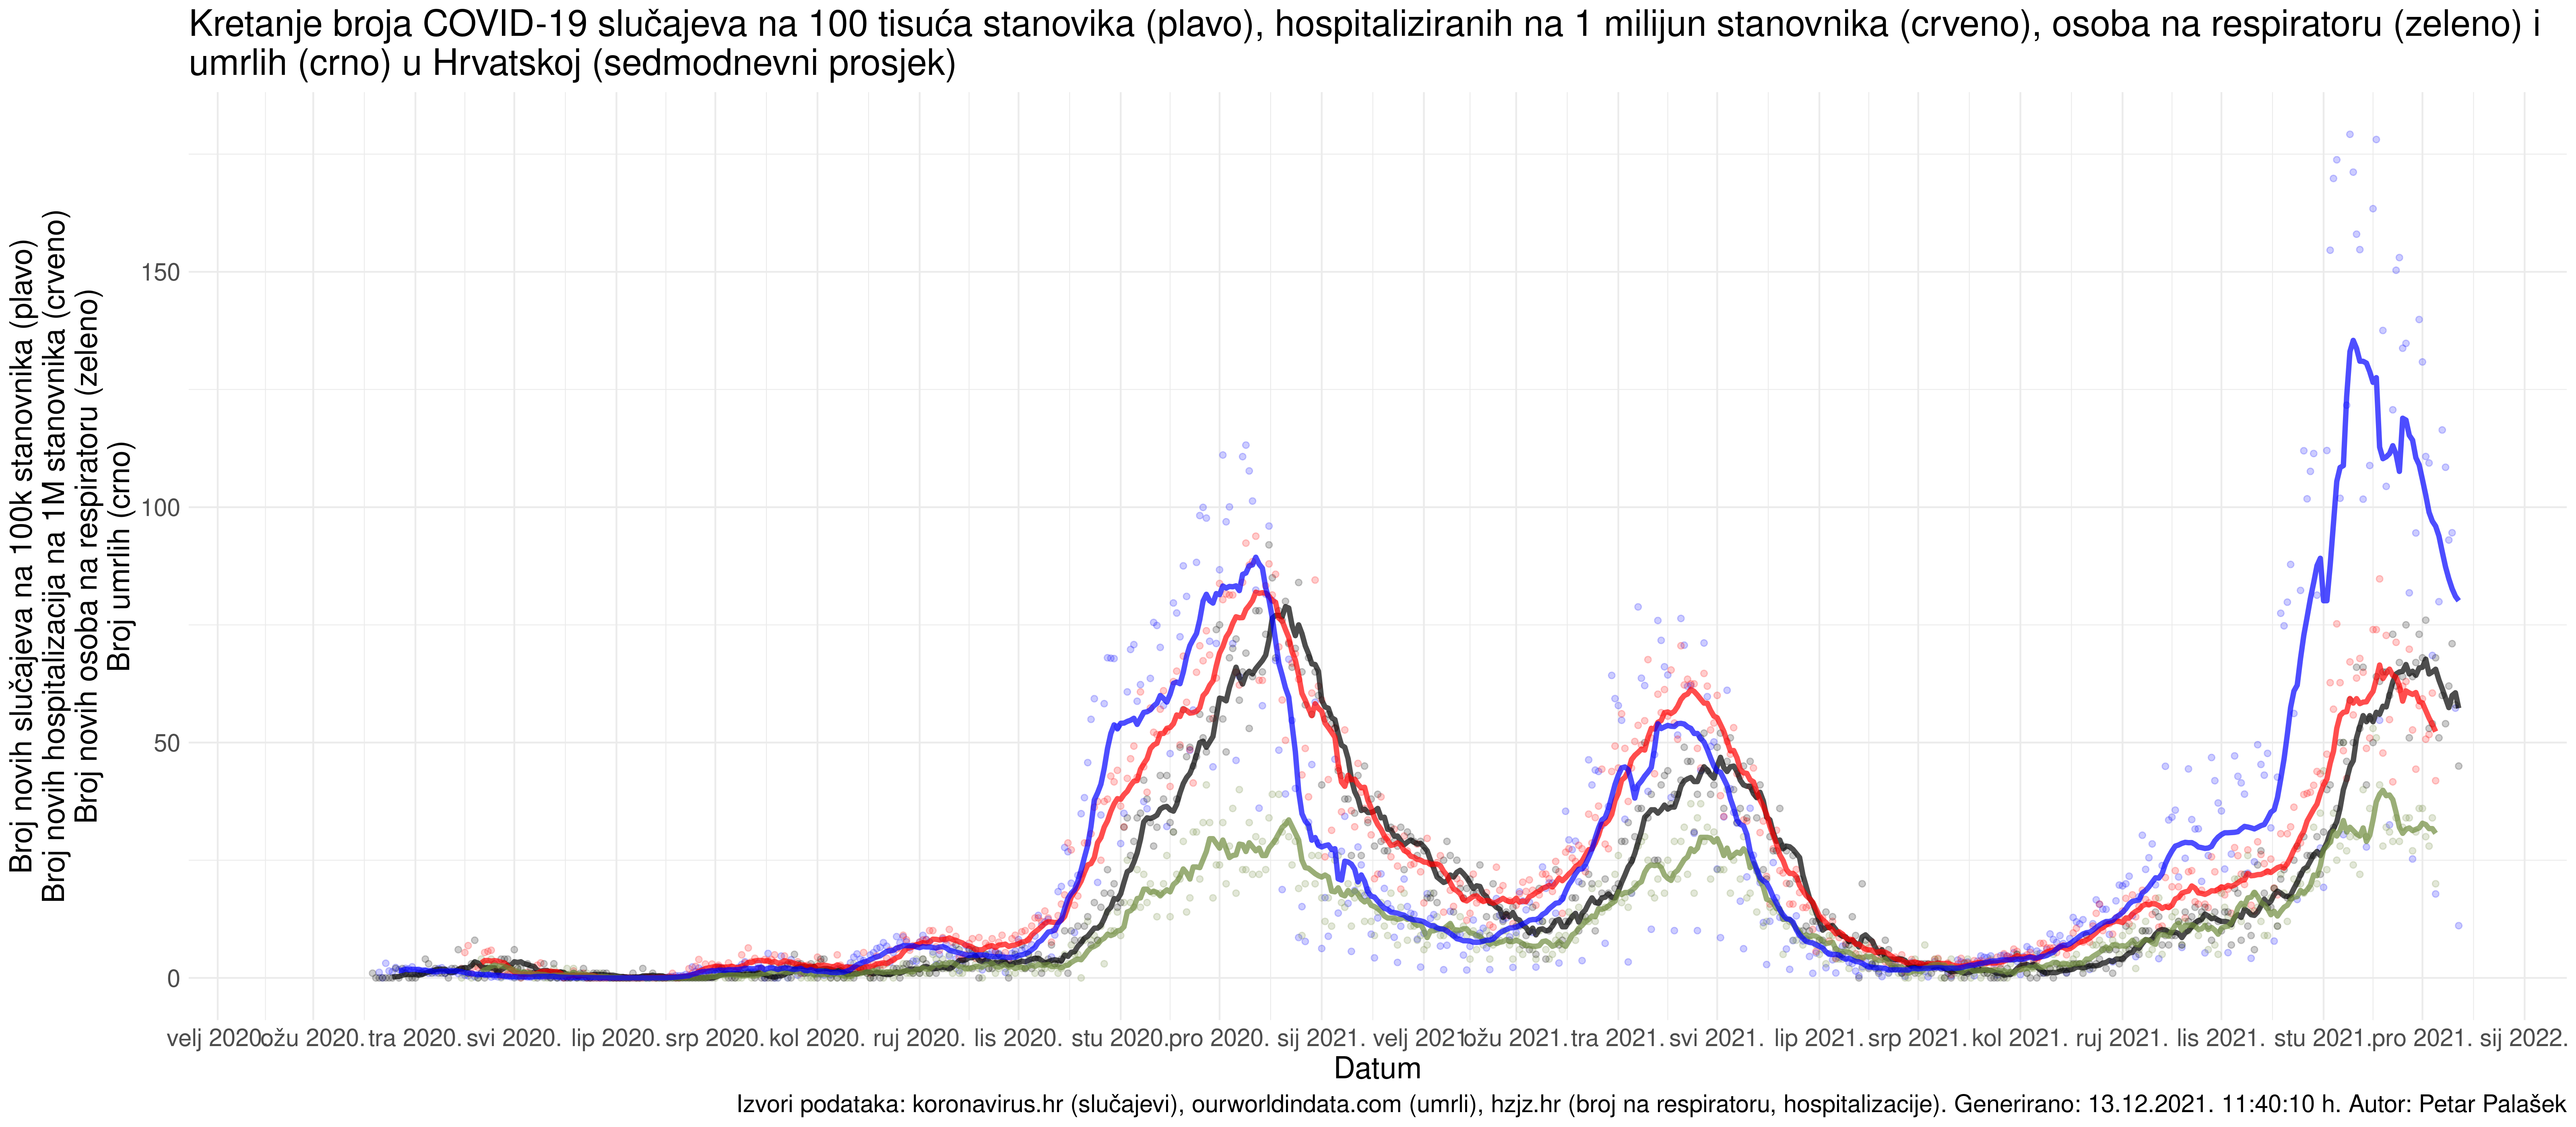 Kretanje broja COVID-19 slučajeva na 100 tisuća stanovika (plavo), hospitaliziranih na 1 milijun stanovnika (crveno), osoba na respiratoru (zeleno) i
umrlih (crno) u Hrvatskoj (sedmodnevni prosjek)
Broj novih slučajeva na 100k stanovnika (plavo)
Broj novih hospitalizacija na 1M stanovnika (crveno)
Broj novih osoba na respiratoru (zeleno)
Broj umrlih (crno)
150
100
50
0
velj 2020. ožu 2020. tra 2020. svi 2020. lip 2020. srp 2020. kol 2020. ruj 2020. lis 2020. stu 2020. pro 2020. sij 2021. velj 2021. ožu 2021. tra 2021. svi 2021. lip 2021. srp 2021. kol 2021. ruj 2021. lis 2021. stu 2021. pro 2021. sij 2022.
Datum
Izvori podataka: koronavirus.hr (slučajevi), ourworldindata.com (umrli), hzjz.hr (broj na respiratoru, hospitalizacije). Generirano: 13.12.2021. 11:40:10 h. Autor: Petar Palašek